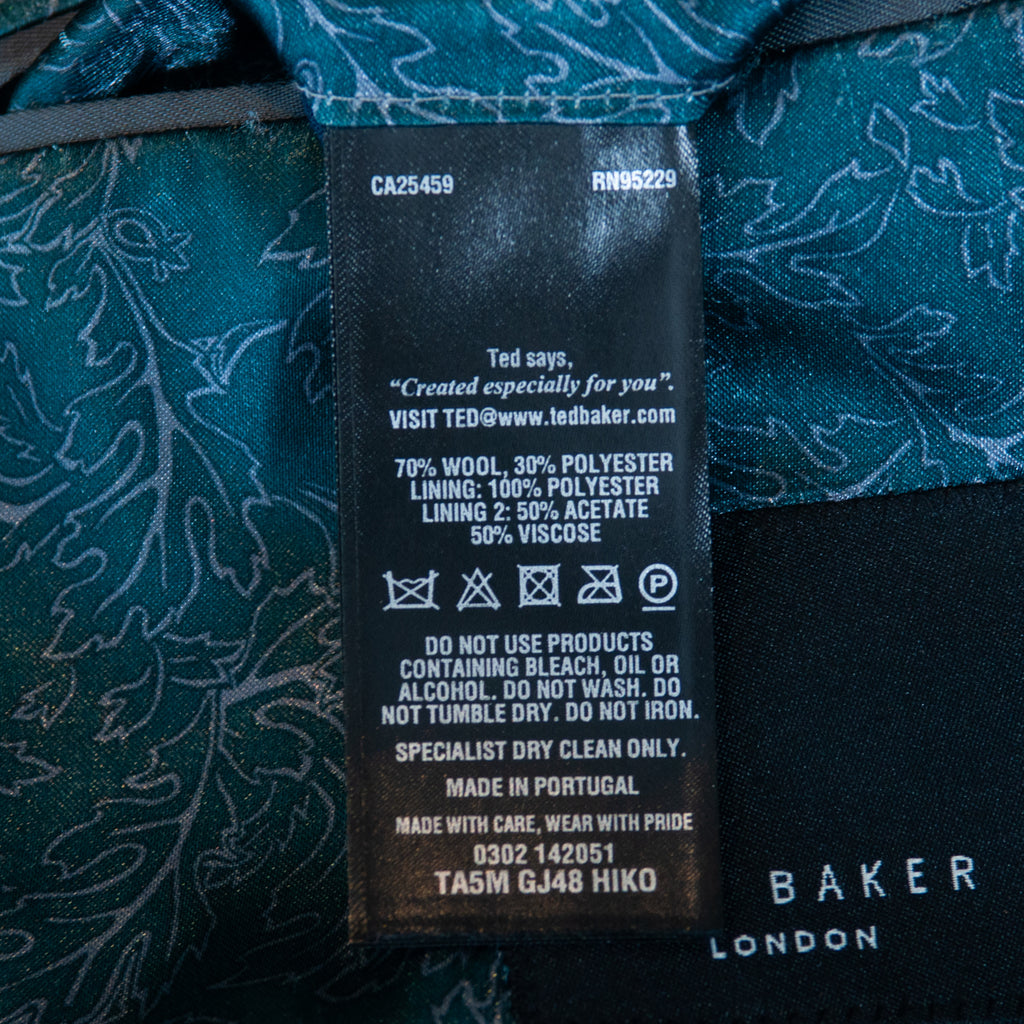 CA25459 RN95229
Ted says,
“Created especially for you”.
VISIT TED@www.tedbaker.com
70% WOOL, 30% POLYESTER
LINING: 100% POLYESTER
LINING 2: 50% ACETATE
50% VISCOSE
P
DO NOT USE PRODUCTS
CONTAINING BLEACH, OIL OR
ALCOHOL. DO NOT WASH. DO
NOT TUMBLE DRY. DO NOT IRON.
SPECIALIST DRY CLEAN ONLY.
MADE IN PORTUGAL
MADE WITH CARE, WEAR WITH PRIDE
0302 142051
TA5M GJ48 HIKO
BAKER
LONDON